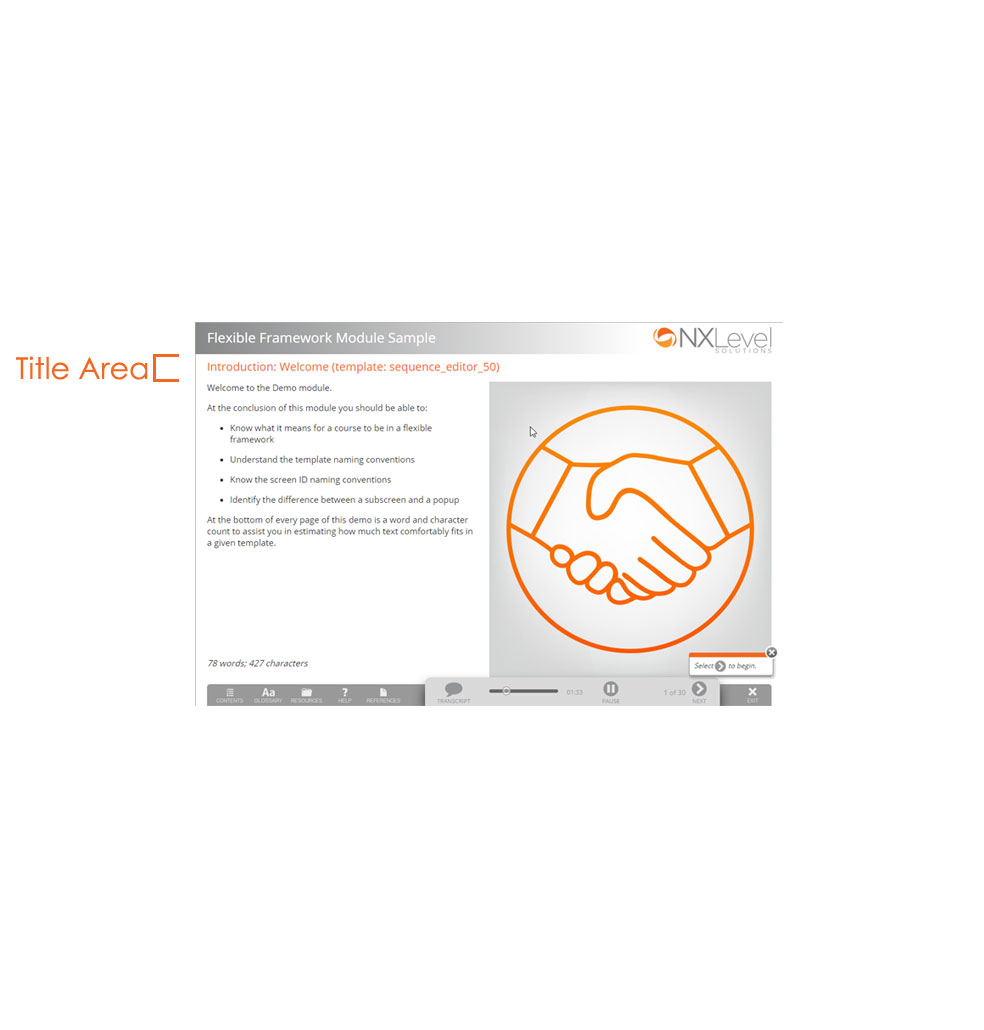 Flexible Framework Module Sample
NXLevel
SOLUTIONS
Title Area
Introduction: Welcome (template: sequence_editor_50)
Welcome to the Demo module.
At the conclusion of this module you should be able to:
• Know what it means for a course to be in a flexible
framework
• Understand the template naming conventions
• Know the screen ID naming conventions
• Identify the difference between a subscreen and a popup
At the bottom of every page of this demo is a word and character
count to assist you in estimating how much text comfortably fits in
a given template.
78 words; 427 characters
Select to begin.
CONTENTS
Aa
GLOSSARY
RESOURCES
?
HELP
REFERENCES
TRANSCRIPT
01:33
PAUSE
1 of 30
NEXT
EXIT